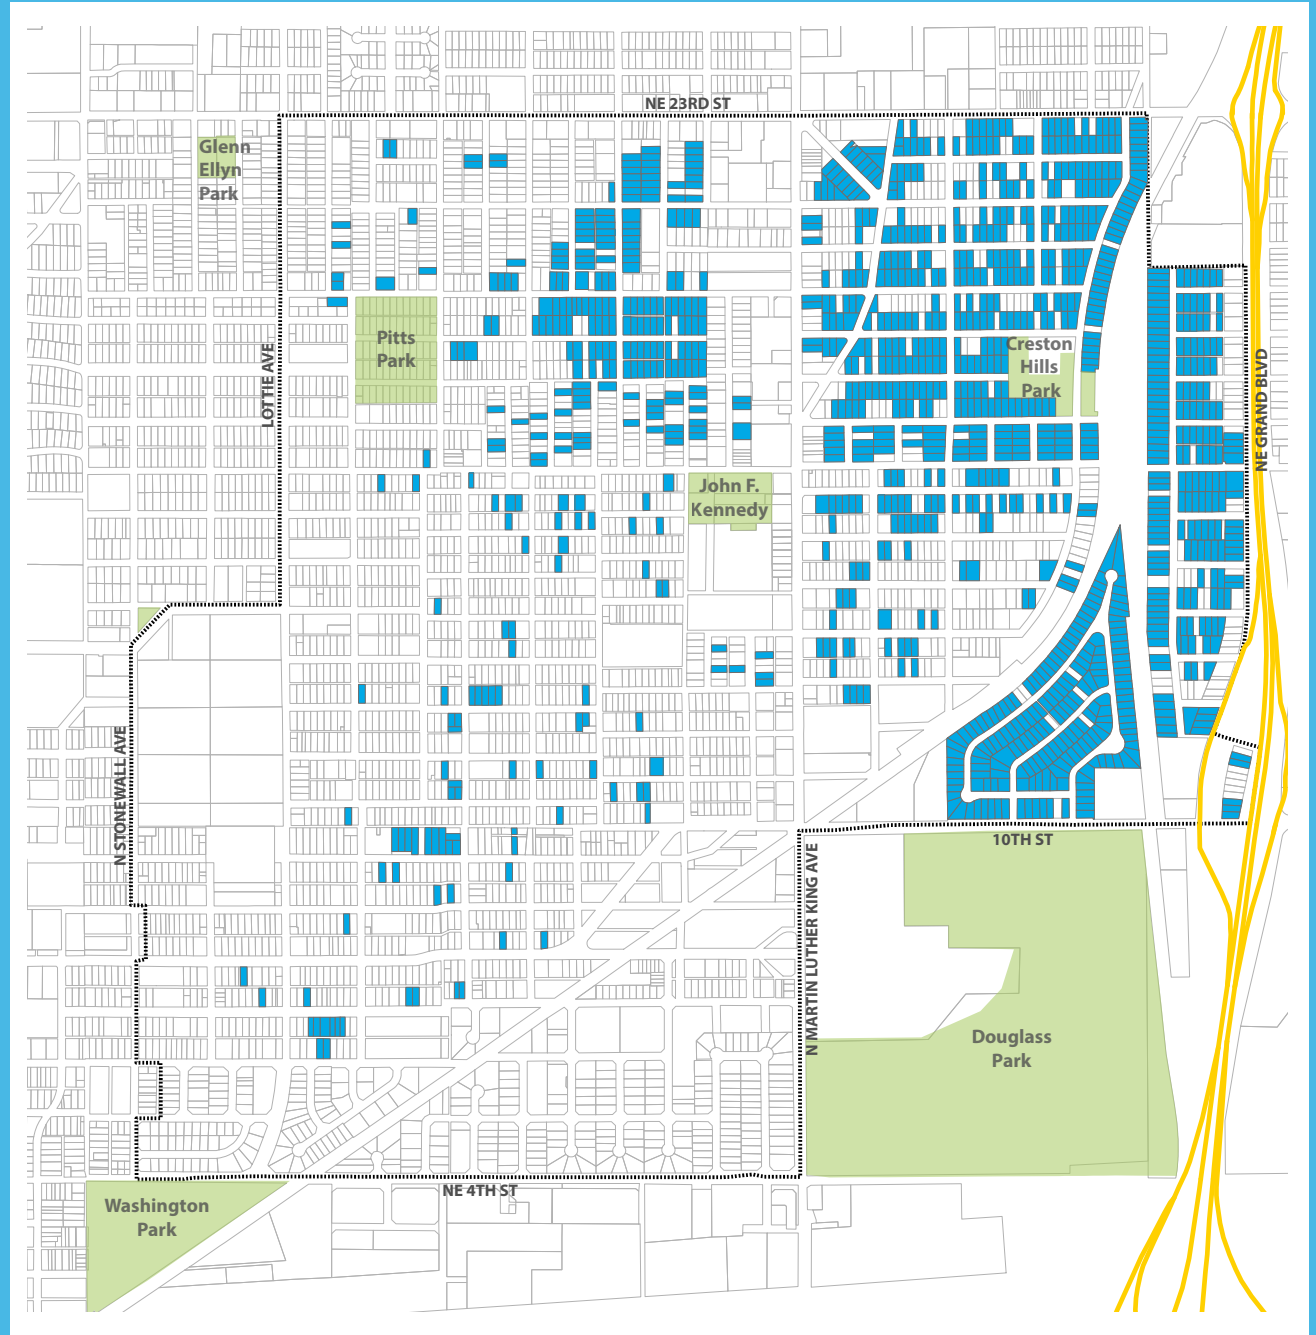 NE 23RD ST
Glenn
Ellyn
Park
Pitts
Park
LOTTIE AVE
Creston
Hills
Park
NE GRAND BLVD
John F.
Kennedy
N STONEWALL AVE
10TH ST
N MARTIN LUTHER KING AVE
Douglass
Park
NE 4TH ST
Washington
Park